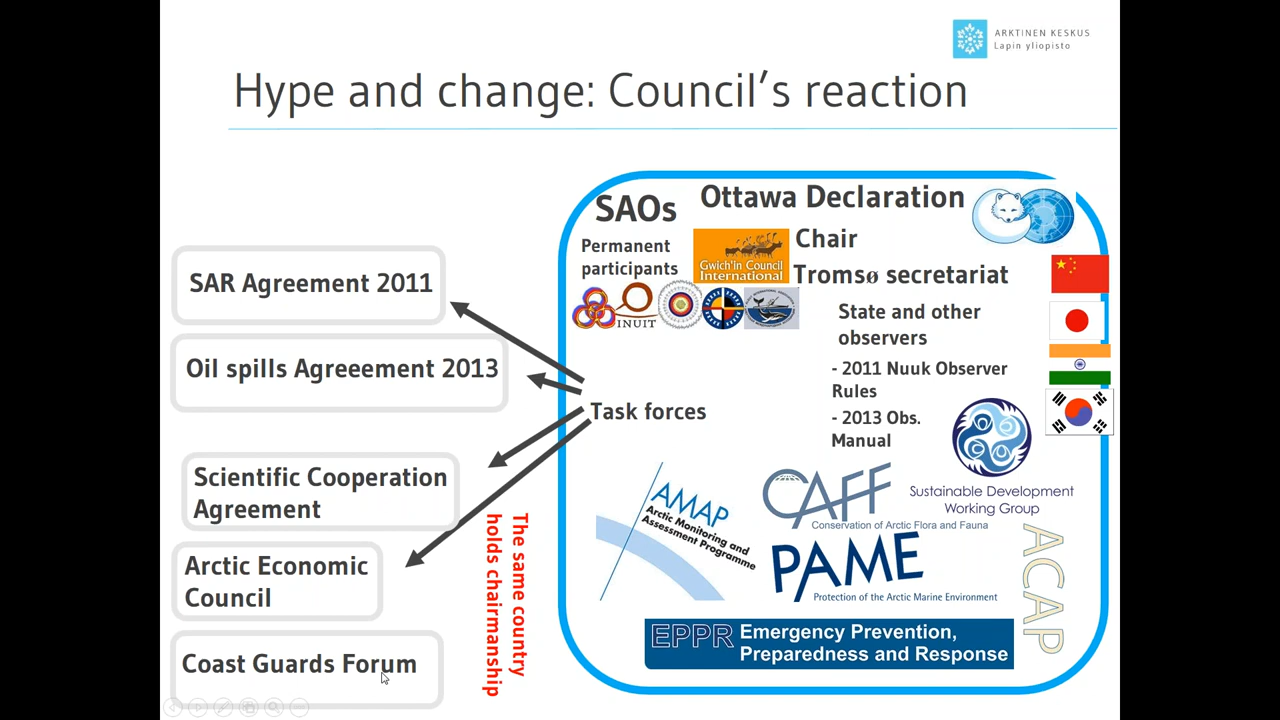 ARKTINEN KESKUS
Lapin yliopisto
Hype and change: Council’s reaction
SAR Agreement 2011
Oil spills Agreeement 2013
Scientific Cooperation
Agreement
Arctic Economic
Council
Coast Guards Forum
The same country
holds chairmanship
SAOs
Ottawa Declaration
Permanent
participants
Gwich'in Council
International
Chair
Tromsø secretariat
INUIT
State and other
observers
- 2011 Nuuk Observer
Rules
- 2013 Obs.
Manual
Task forces
AMAP
Arctic Monitoring and
Assessment Programme
CAFF
Conservation of Arctic Flora and Fauna
Sustainable Development
Working Group
PAME
Protection of the Arctic Marine Environment
ACAP
EPPR Emergency Prevention,
Preparedness and Response